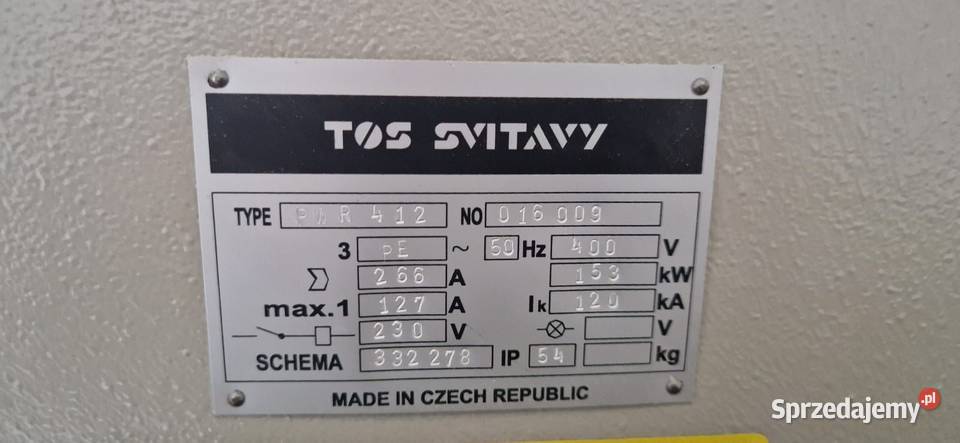 TOS SVITAVY
TYPE PWR 412 NO 016 009
3 PE ~ 50 Hz 400 V
Σ 266 A 153 kW
max.1 127 A Ik 120 kA
230 V V
SCHEMA 332 278 IP 54 kg
MADE IN CZECH REPUBLIC
Sprzedajemy.pl